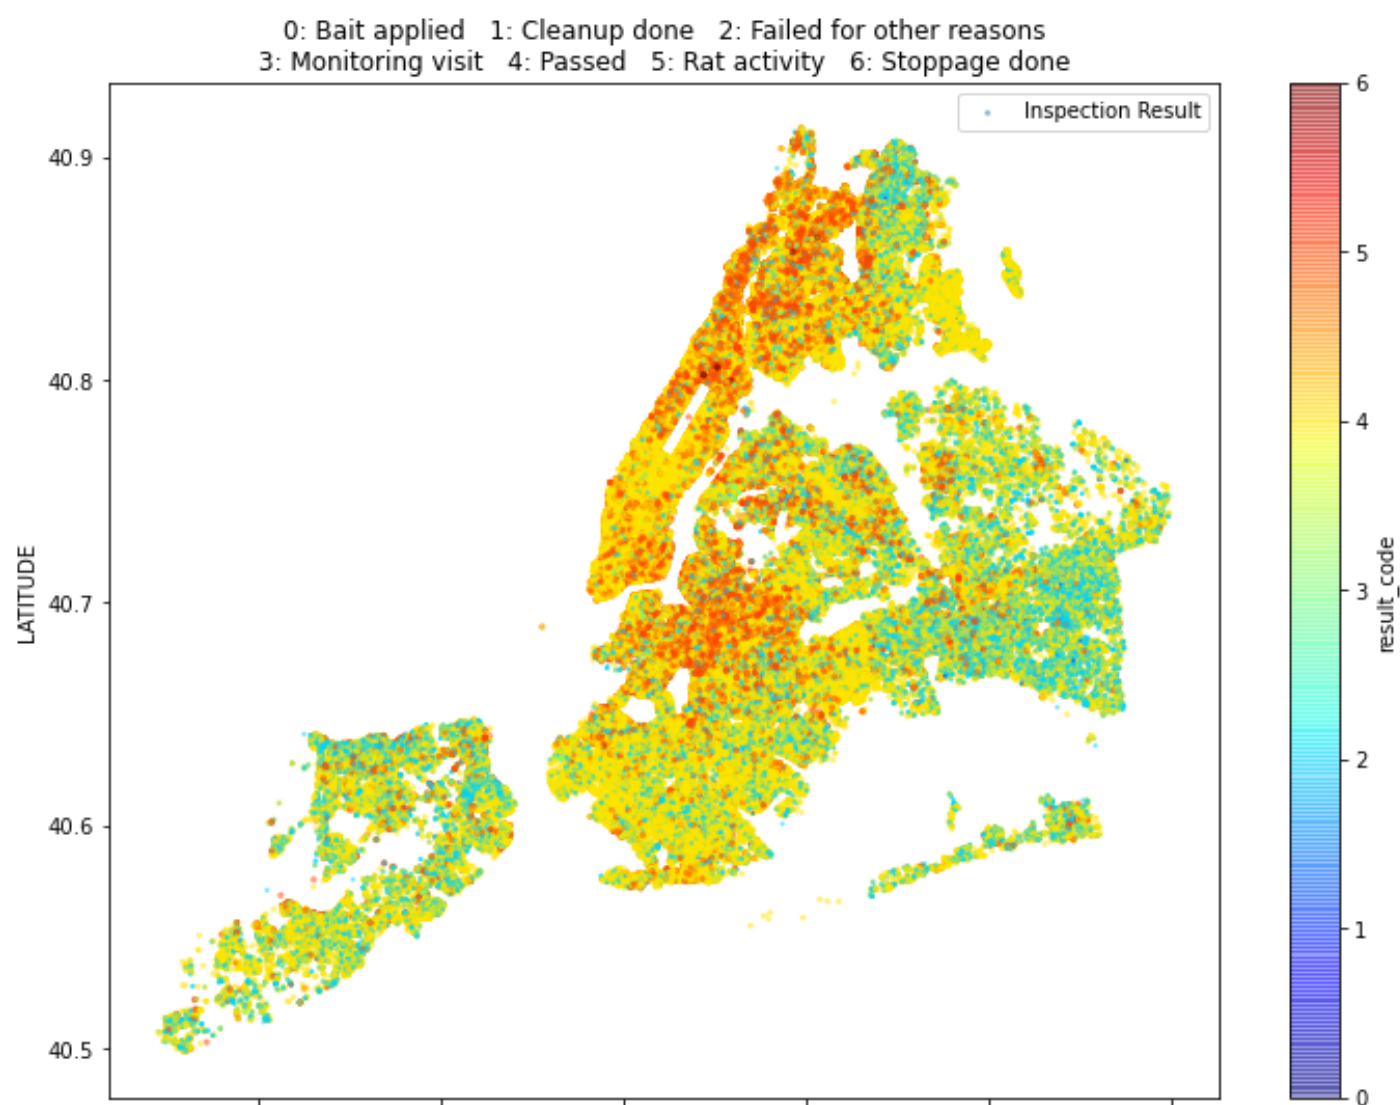 0: Bait applied   1: Cleanup done   2: Failed for other reasons
3: Monitoring visit   4: Passed   5: Rat activity   6: Stoppage done
Inspection Result
40.9
40.8
40.7
40.6
40.5
LATITUDE
6
5
4
3
2
1
0
result_code